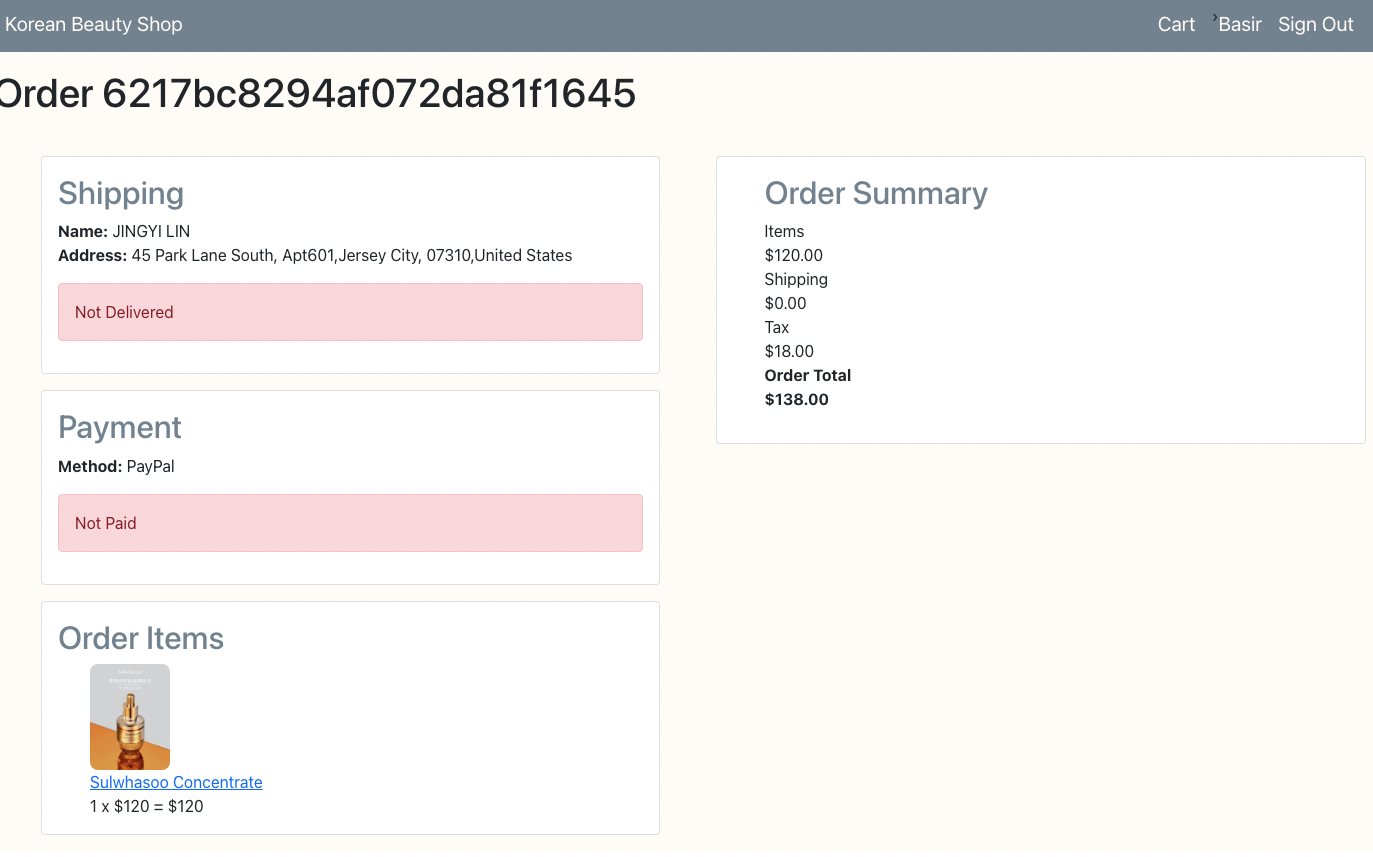 Korean Beauty Shop
Cart Basir Sign Out
Order 6217bc8294af072da81f1645
Shipping
Name: JINGYI LIN
Address: 45 Park Lane South, Apt601,Jersey City, 07310,United States
Not Delivered
Payment
Method: PayPal
Not Paid
Order Items
Sulwhasoo Concentrate
1 x $120 = $120
Order Summary
Items
$120.00
Shipping
$0.00
Tax
$18.00
Order Total
$138.00